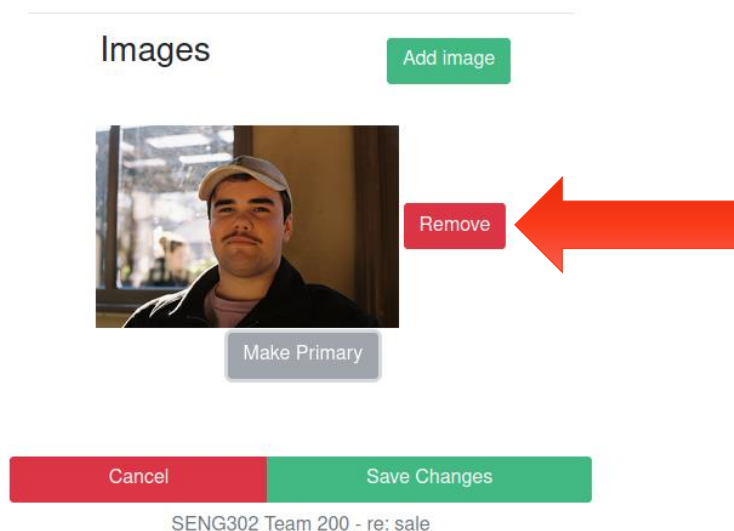 Images
Add image
Remove
Make Primary
Cancel
Save Changes
SENG302 Team 200 - re: sale